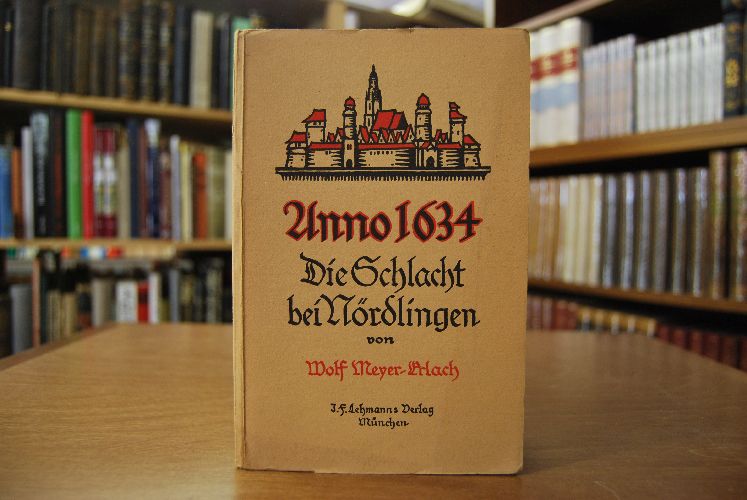 Anno 1634
Die Schlacht
bei Nördlingen
von
Wolf Meyer-Erlach
J. F. Lehmanns Verlag
München